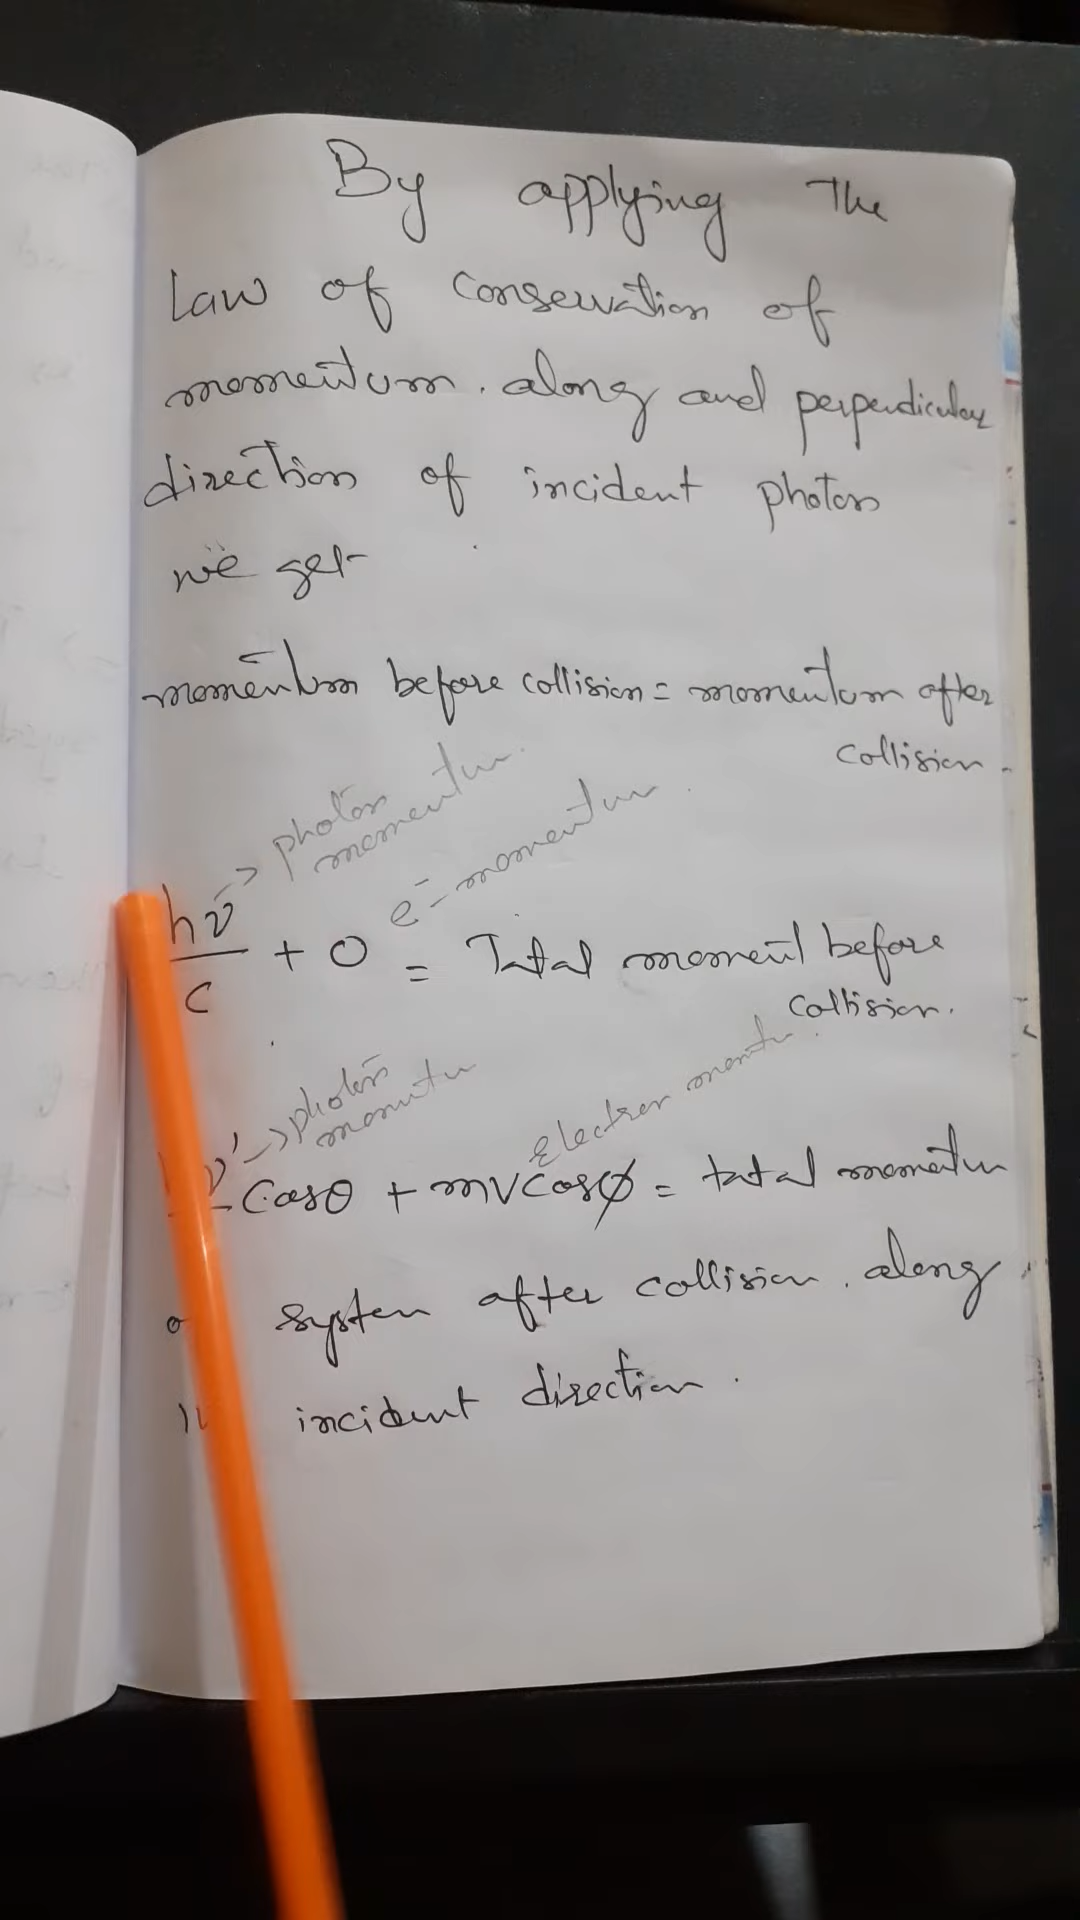 By applying The
Law of Conservation of
momentum. along and perpendicular
direction of incident photon
we get
momentum before collision = momentum after
collision.
hν/c → photon momentum + 0 e- momentum = Total moment before
collision.
ν' → photon momentu
Cosθ + mv cosϕ = total momentum
Electron momentu.
system after collision. along
incident direction.